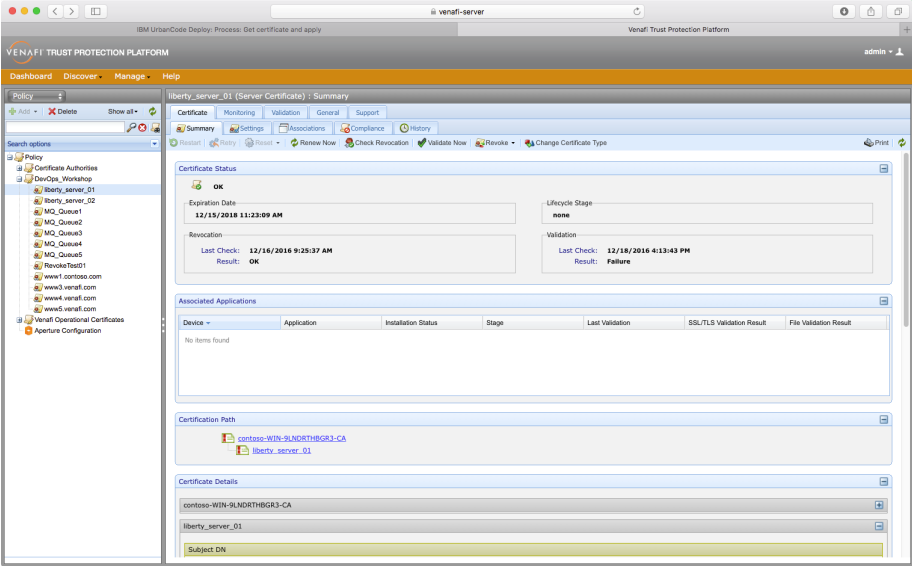 venafi-server
IBM UrbanCode Deploy: Process: Get certificate and apply
Venafi Trust Protection Platform
VENAFI TRUST PROTECTION PLATFORM
admin
Dashboard Discover Manage Help
Policy
liberty_server_01 (Server Certificate) : Summary
Add Delete Show all
Certificate Monitoring Validation General Support
Summary Settings Associations Compliance History
Search options
Restart Retry Reset Renew Now Check Revocation Validate Now Revoke Change Certificate Type Print
Policy
Certificate Authorities
DevOps_Workshop
liberty_server_01
liberty_server_02
MQ_Queue1
MQ_Queue2
MQ_Queue3
MQ_Queue4
MQ_Queue5
RevokeTest01
www1.contoso.com
www3.venafi.com
www4.venafi.com
www5.venafi.com
Venafi Operational Certificates
Aperture Configuration
Certificate Status
OK
Expiration Date
12/15/2018 11:23:09 AM
Lifecycle Stage
none
Revocation
Last Check: 12/16/2016 9:25:37 AM
Result: OK
Validation
Last Check: 12/18/2016 4:13:43 PM
Result: Failure
Associated Applications
Device Application Installation Status Stage Last Validation SSL/TLS Validation Result File Validation Result
No items found
Certification Path
contoso-WIN-9LNDRTHBGR3-CA
liberty_server_01
Certificate Details
contoso-WIN-9LNDRTHBGR3-CA
liberty_server_01
Subject DN